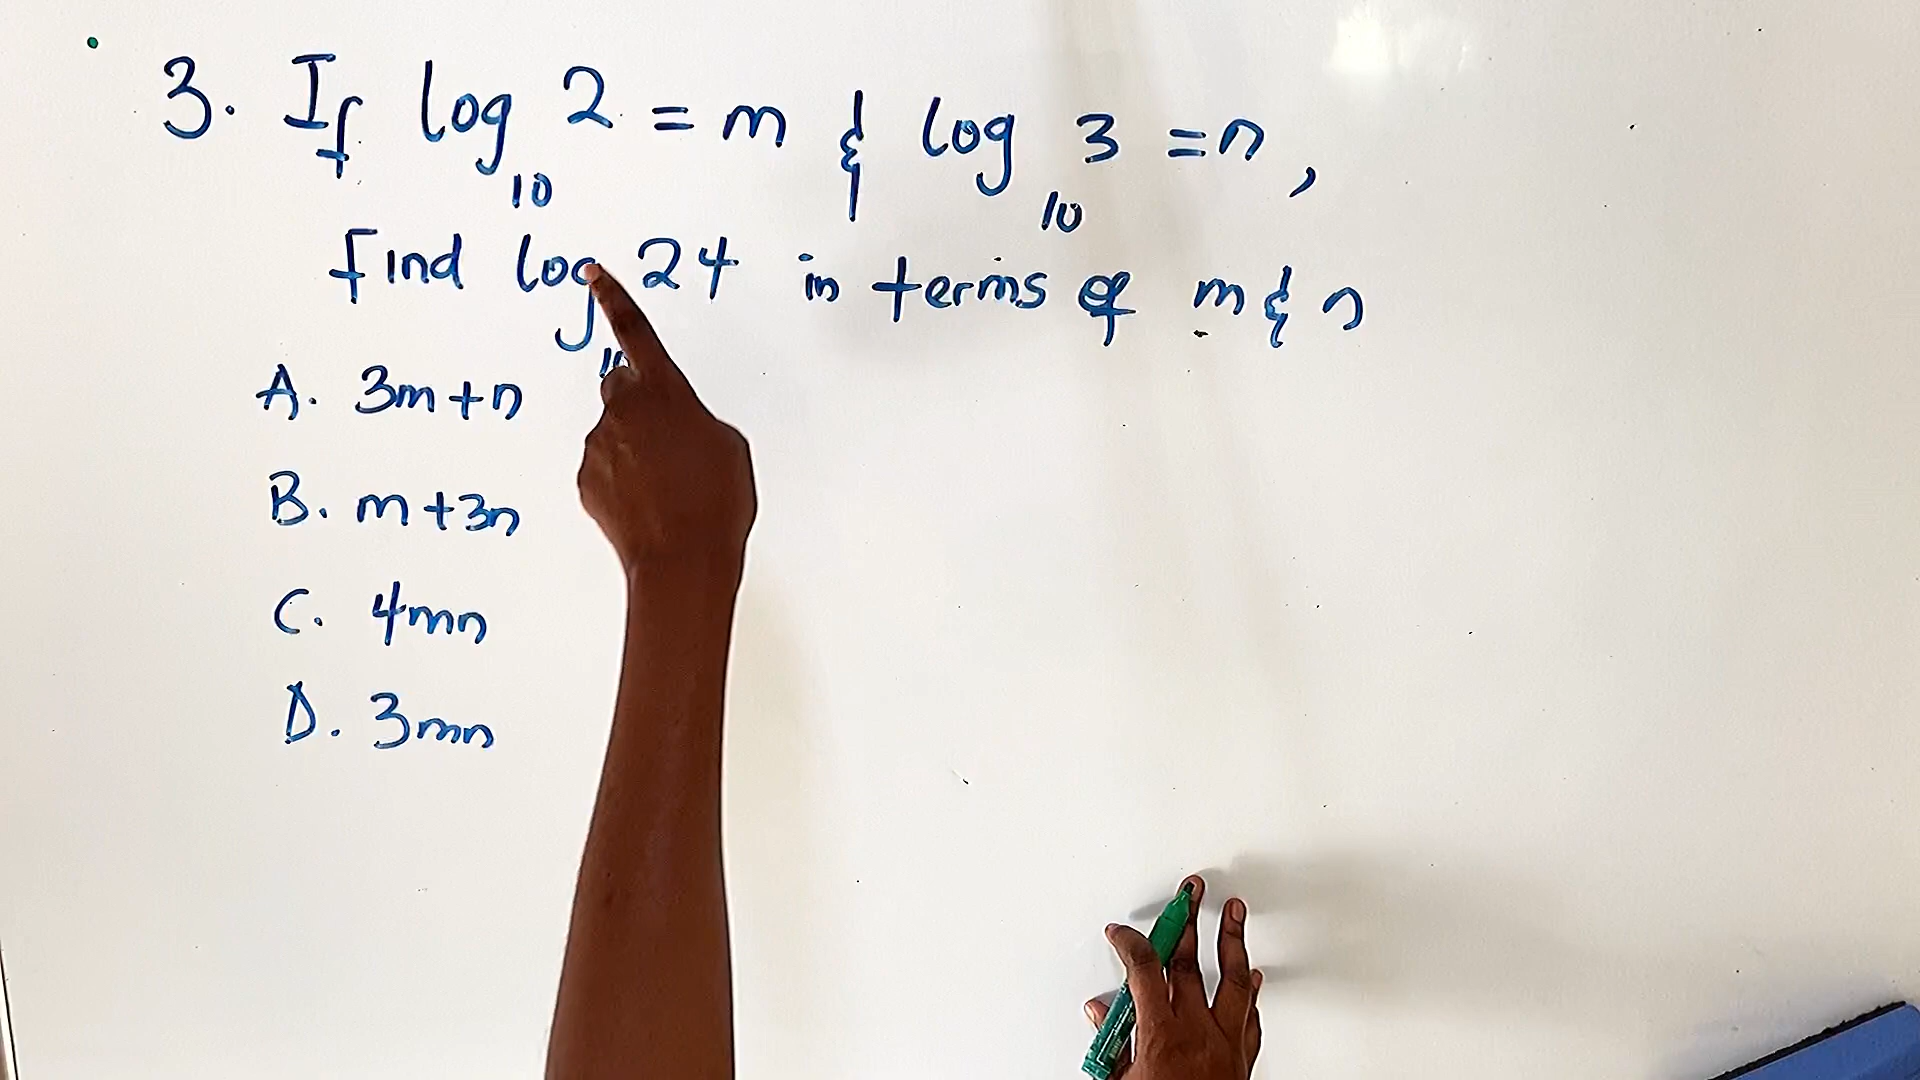 3. If log₁₀ 2 = m & log₁₀ 3 = n,
find log₁₀ 24 in terms of m & n
A. 3m+n
B. m+3n
C. 4mn
D. 3mn